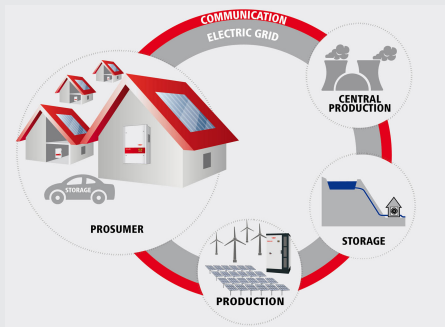 COMMUNICATION
ELECTRIC GRID
CENTRAL
PRODUCTION
STORAGE
PROSUMER
STORAGE
PRODUCTION